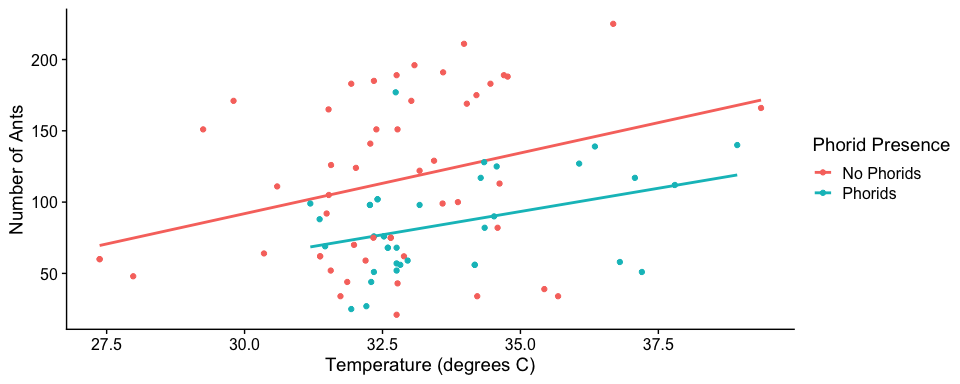 200
150
100
50
Number of Ants
27.5 30.0 32.5 35.0 37.5
Temperature (degrees C)
Phorid Presence
No Phorids
Phorids